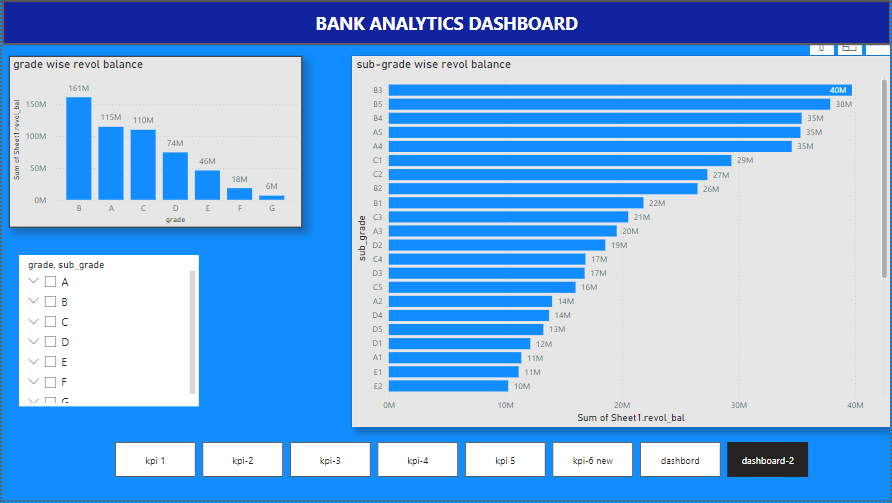 BANK ANALYTICS DASHBOARD
grade wise revol balance
Sum of Sheet1.revol_bal
150M
100M
50M
0M
161M
115M
110M
74M
46M
18M
6M
B A C D E F G
grade
grade, sub_grade
A
B
C
D
E
F
G
sub-grade wise revol balance
sub_grade
B3 40M
B5 38M
B4 35M
A5 35M
A4 35M
C1 29M
C2 27M
B2 26M
B1 22M
C3 21M
A3 20M
D2 19M
C4 17M
D3 17M
C5 16M
A2 14M
D4 14M
D5 13M
D1 12M
A1 11M
E1 11M
E2 10M
0M 10M 20M 30M 40M
Sum of Sheet1.revol_bal
kpi 1 kpi-2 kpi-3 kpi-4 kpi 5 kpi-6 new dashbord dashboard-2